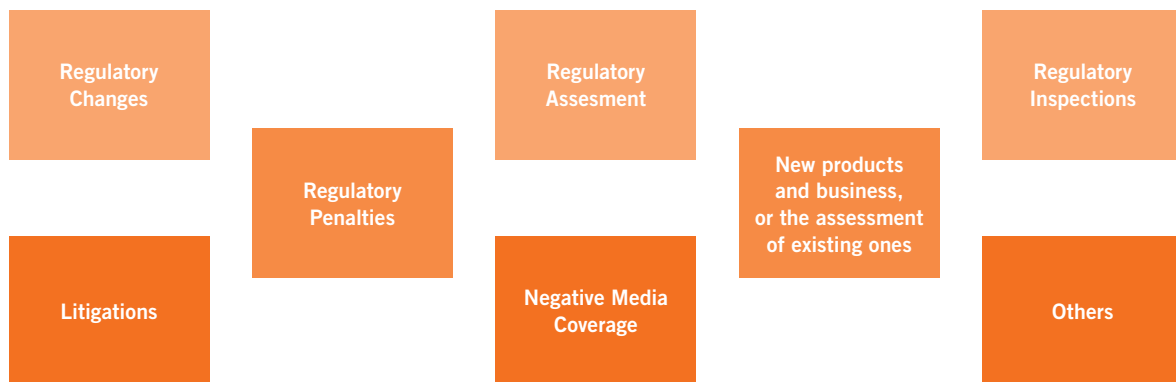 Regulatory
Changes
Regulatory
Assesment
Regulatory
Inspections
Regulatory
Penalties
New products
and business,
or the assessment
of existing ones
Litigations
Negative Media
Coverage
Others